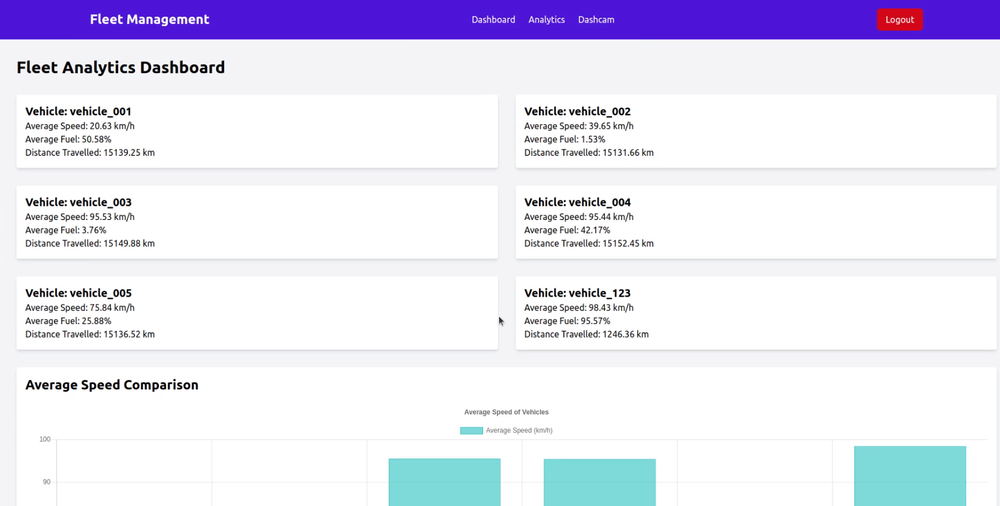 Fleet Management
Dashboard Analytics Dashcam
Logout
Fleet Analytics Dashboard
Vehicle: vehicle_001
Average Speed: 20.63 km/h
Average Fuel: 50.58%
Distance Travelled: 15139.25 km
Vehicle: vehicle_002
Average Speed: 39.65 km/h
Average Fuel: 1.53%
Distance Travelled: 15131.66 km
Vehicle: vehicle_003
Average Speed: 95.53 km/h
Average Fuel: 3.76%
Distance Travelled: 15149.88 km
Vehicle: vehicle_004
Average Speed: 95.44 km/h
Average Fuel: 42.17%
Distance Travelled: 15152.45 km
Vehicle: vehicle_005
Average Speed: 75.84 km/h
Average Fuel: 25.88%
Distance Travelled: 15136.52 km
Vehicle: vehicle_123
Average Speed: 98.43 km/h
Average Fuel: 95.57%
Distance Travelled: 1246.36 km
Average Speed Comparison
Average Speed of Vehicles
Average Speed (km/h)
100
90